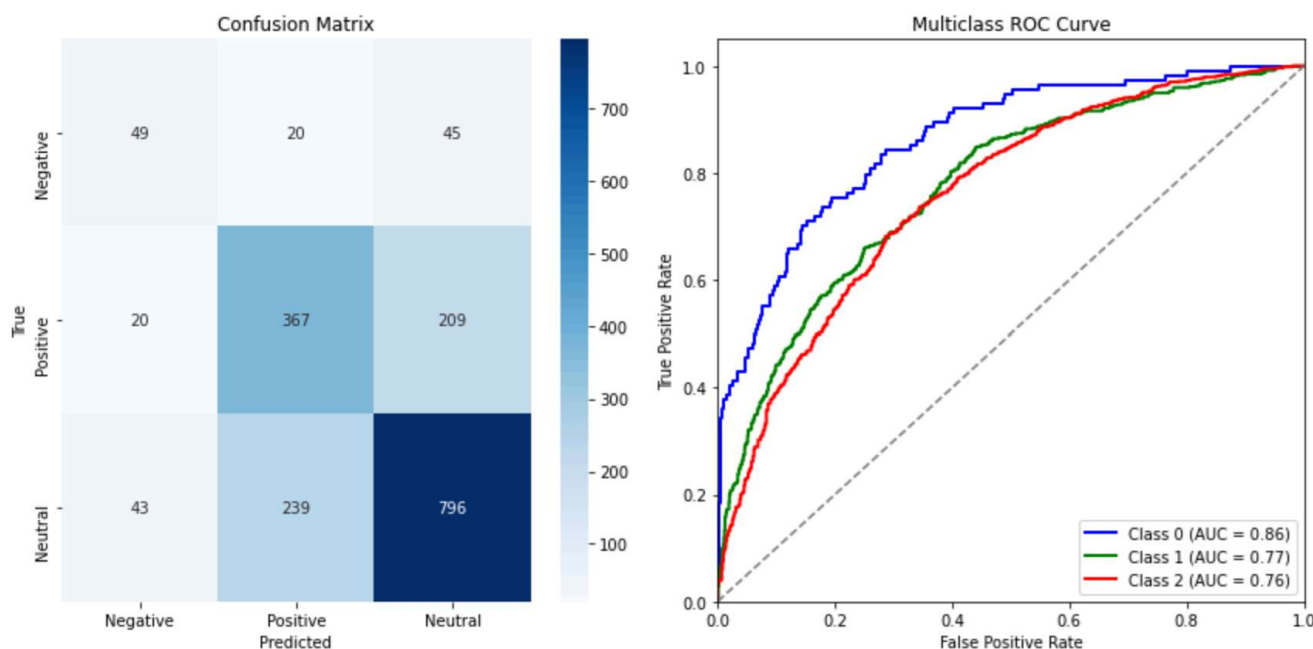 Confusion Matrix
Negative
49 20 45
True
Positive
20 367 209
Neutral
43 239 796
Negative Positive Neutral
Predicted
700
600
500
400
300
200
100
Multiclass ROC Curve
True Positive Rate
1.0
0.8
0.6
0.4
0.2
0.0
0.0 0.2 0.4 0.6 0.8 1.0
False Positive Rate
Class 0 (AUC = 0.86)
Class 1 (AUC = 0.77)
Class 2 (AUC = 0.76)